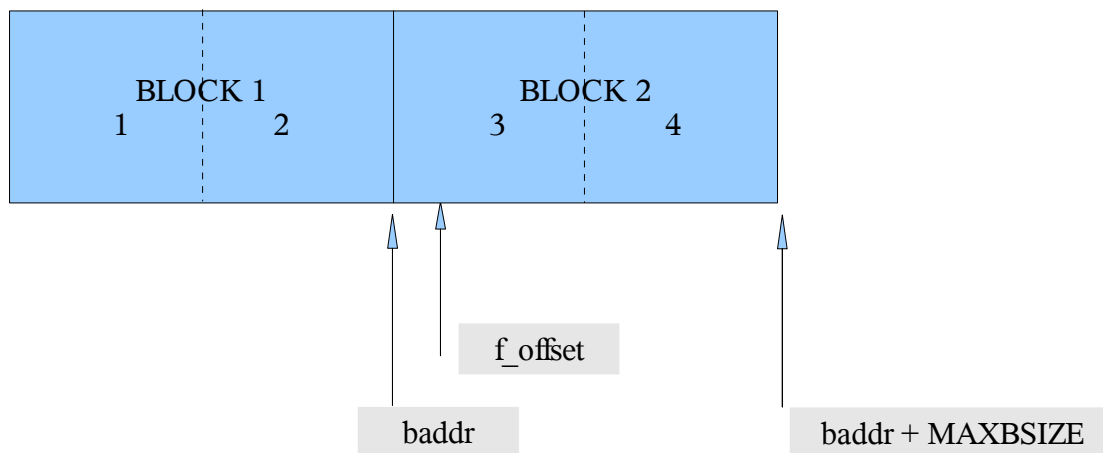 BLOCK 1
BLOCK 2
1
2
3
4
f_offset
baddr
baddr + MAXBSIZE